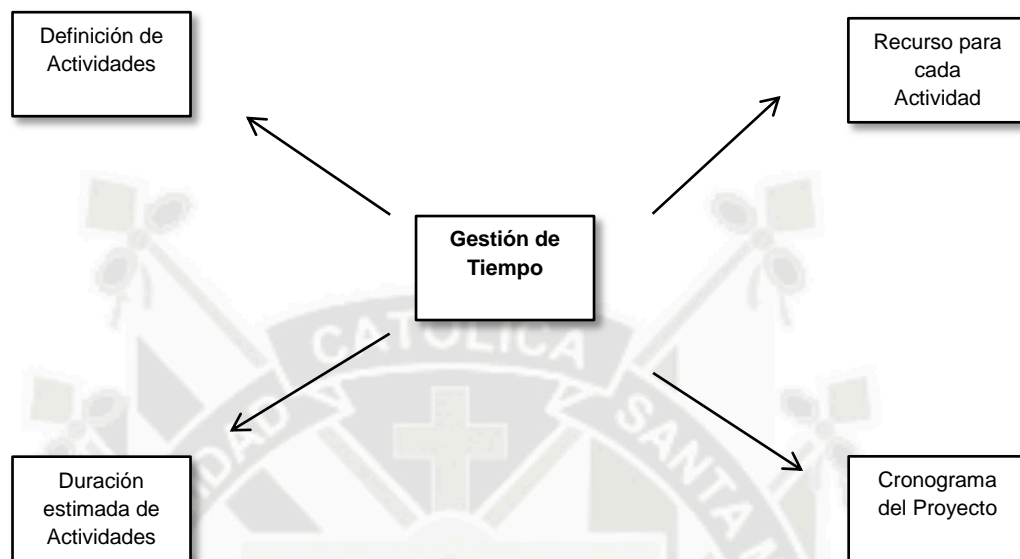 Definición de
Actividades
Recurso para
cada
Actividad
Gestión de
Tiempo
CATOLICA
SANTA
Duración
estimada de
Actividades
Cronograma
del Proyecto